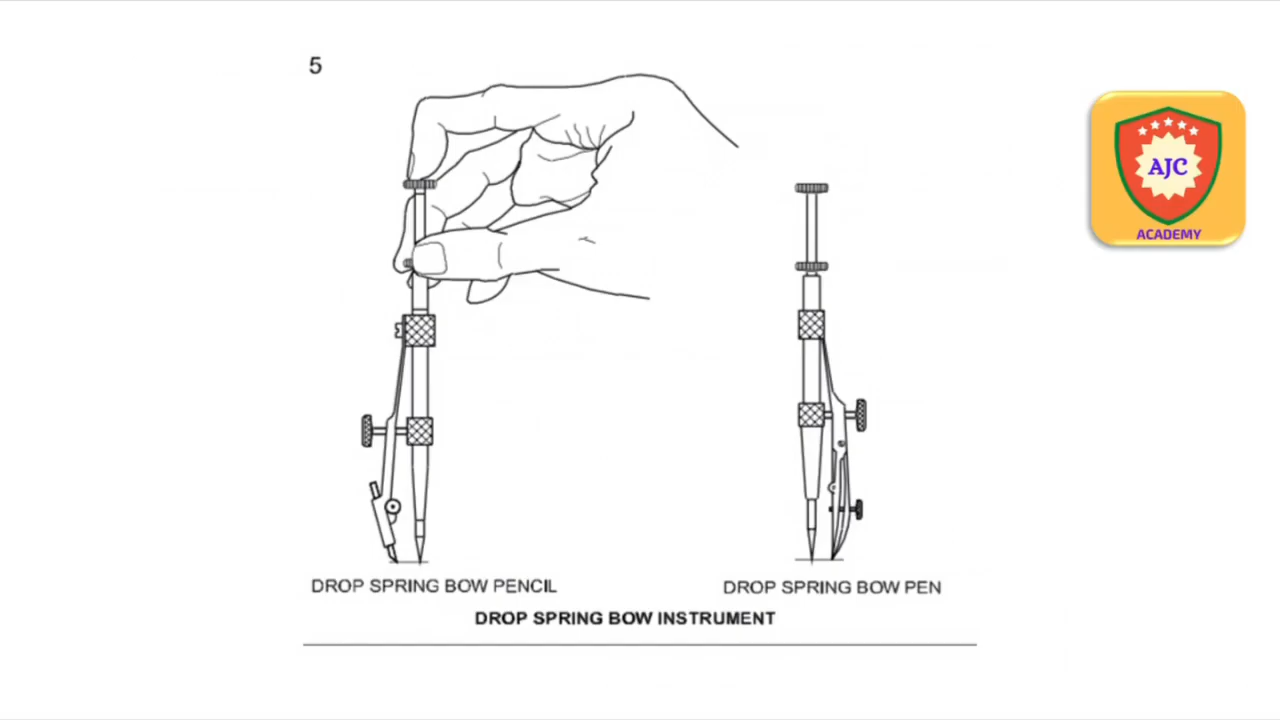 5
AJC
ACADEMY
DROP SPRING BOW PENCIL
DROP SPRING BOW PEN
DROP SPRING BOW INSTRUMENT